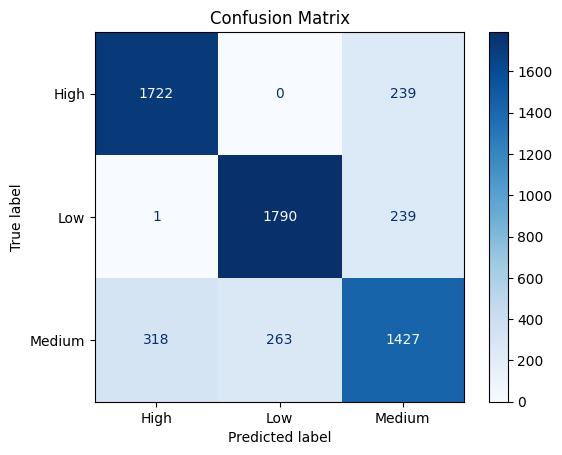 Confusion Matrix
High 1722 0 239
Low 1 1790 239
Medium 318 263 1427
High Low Medium
Predicted label
True label
1600
1400
1200
1000
800
600
400
200
0